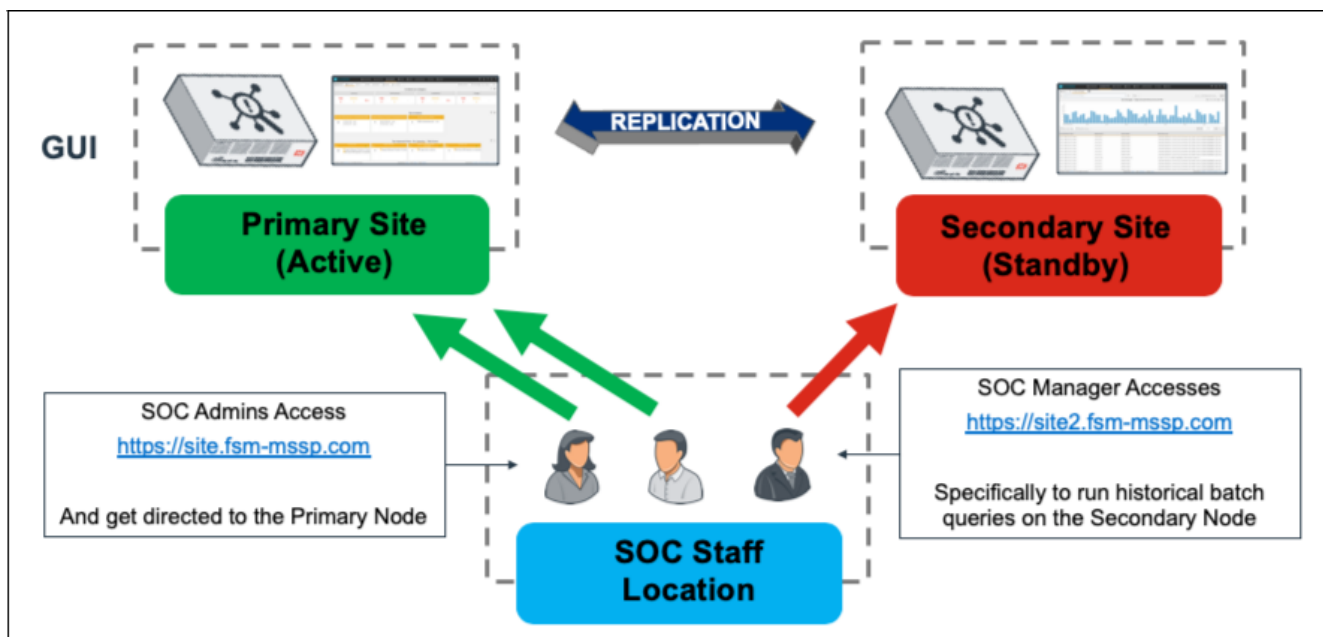 GUI
REPLICATION
Primary Site
(Active)
Secondary Site
(Standby)
SOC Admins Access
https://site.fsm-mssp.com
And get directed to the Primary Node
SOC Manager Accesses
https://site2.fsm-mssp.com
Specifically to run historical batch
queries on the Secondary Node
SOC Staff
Location